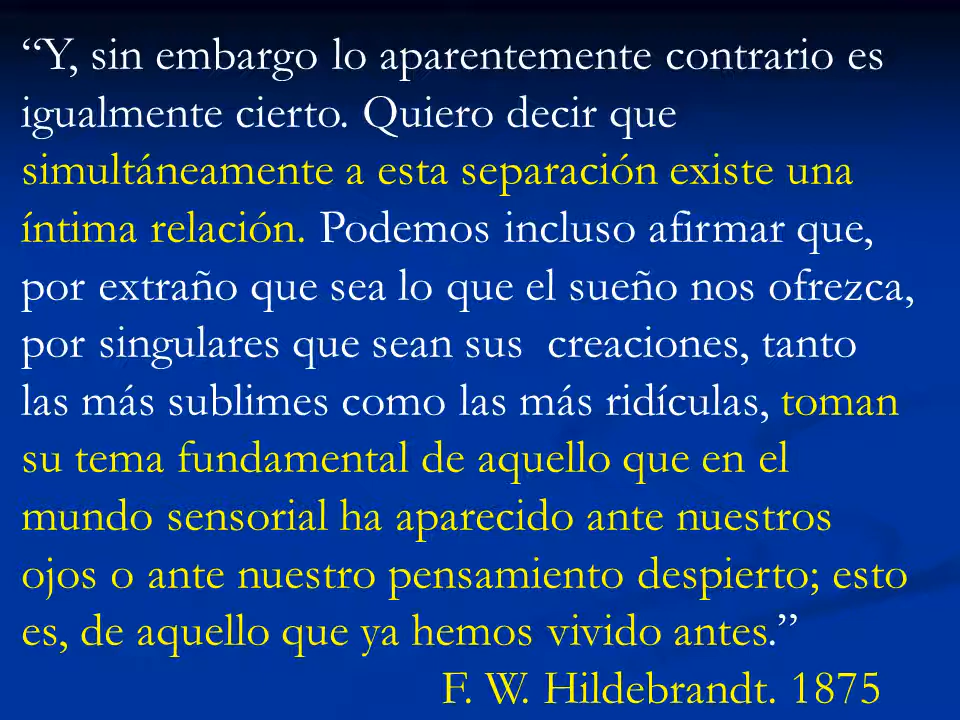 “Y, sin embargo lo aparentemente contrario es
igualmente cierto. Quiero decir que
simultáneamente a esta separación existe una
íntima relación. Podemos incluso afirmar que,
por extraño que sea lo que el sueño nos ofrezca,
por singulares que sean sus  creaciones, tanto
las más sublimes como las más ridículas, toman
su tema fundamental de aquello que en el
mundo sensorial ha aparecido ante nuestros
ojos o ante nuestro pensamiento despierto; esto
es, de aquello que ya hemos vivido antes.”
F. W. Hildebrandt. 1875